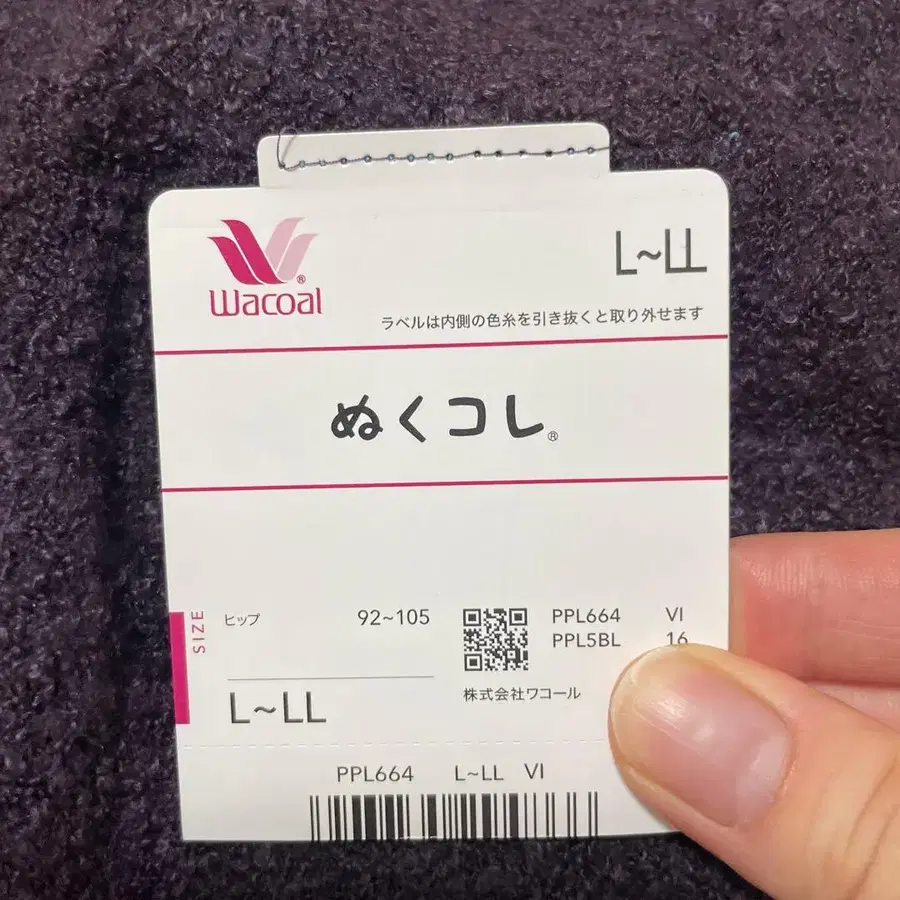 Wacoal®
L~LL
ラベルは内側の色糸を引き抜くと取り外せます
ぬくコレ®
SIZE
ヒップ 92~105
L~LL
PPL664 VI
PPL5BL 16
株式会社ワコール
PPL664 L~LL VI